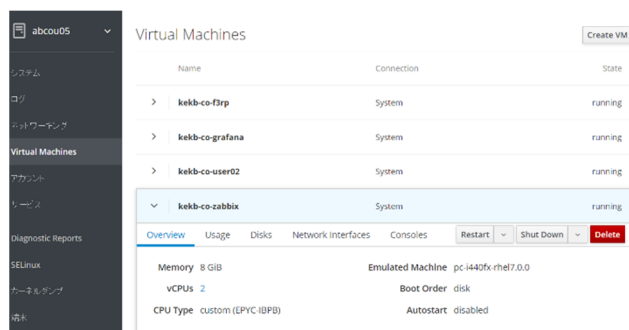 abcou05
システム
ログ
ネットワーキング
Virtual Machines
アカウント
サービス
Diagnostic Reports
SELinux
カーネルダンプ
端末
Virtual Machines
Create VM
Name Connection State
kekb-co-f3rp System running
kekb-co-grafana System running
kekb-co-user02 System running
kekb-co-zabbix System running
Overview Usage Disks Network Interfaces Consoles Restart Shut Down Delete
Memory 8 GiB Emulated Machine pc-i440fx-rhel7.0.0
vCPUs 2 Boot Order disk
CPU Type custom (EPYC-IBPB) Autostart disabled